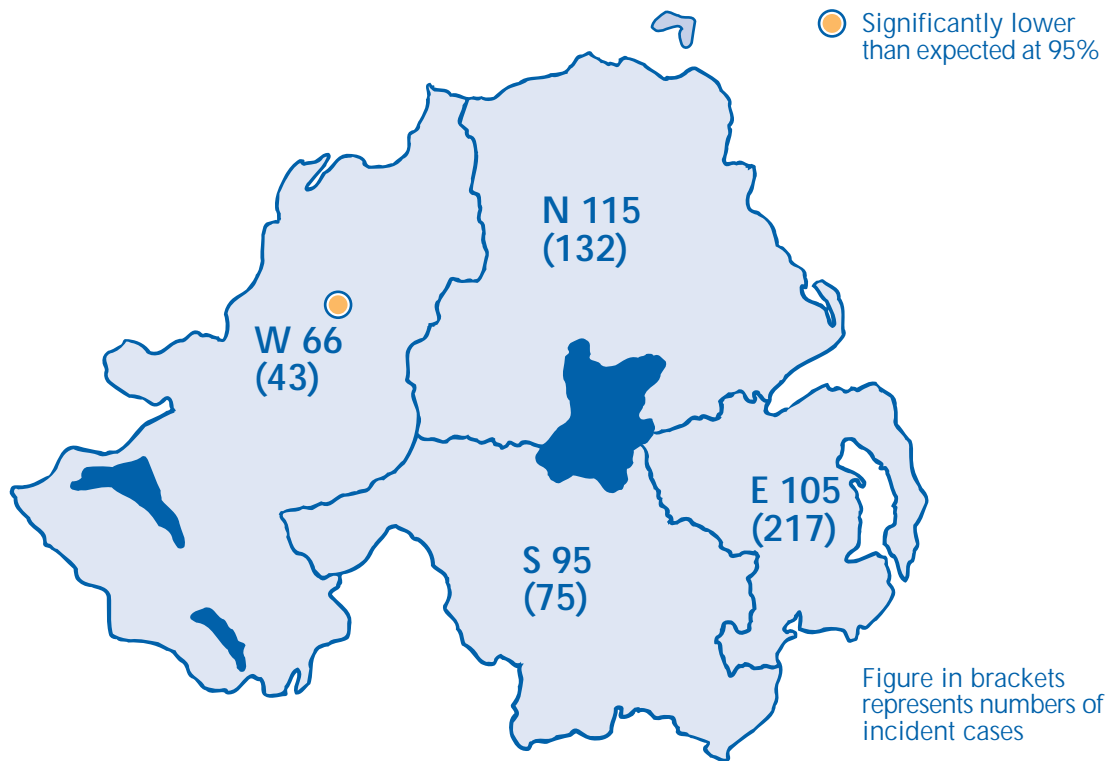 Significantly lower
than expected at 95%
N 115
(132)
W 66
(43)
E 105
(217)
S 95
(75)
Figure in brackets
represents numbers of
incident cases